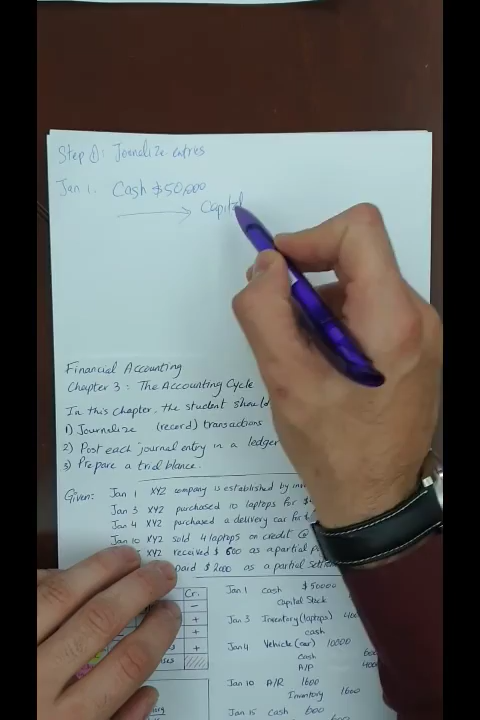 Step ①: Jornalize entries
Jan 1. Cash $50,000
Capital
Financial Accounting
Chapter 3: The Accounting Cycle
In this chapter, the student should
1) Journalize (record) transactions
2) Post each journal entry in a ledger
3) Prepare a trial blance.
Given: Jan 1 XYZ company is established by
Jan 3 XYZ purchased 10 laptops for
Jan 4 XYZ purchased a delivery car for
Jan 10 XYZ sold 4 laptops on credit @
XYZ received $ 600 as a partial
paid $ 2000 as a partial
Cr.
−
+
+
+
Jan 1 cash $50000
Capital Stock
Jan 3 Inventory (laptops)
cash
Jan 4 Vehicle (car) 10000
cash
A/P
Jan 10 A/R 1600
Inventory 1600
Jan 15 cash 600